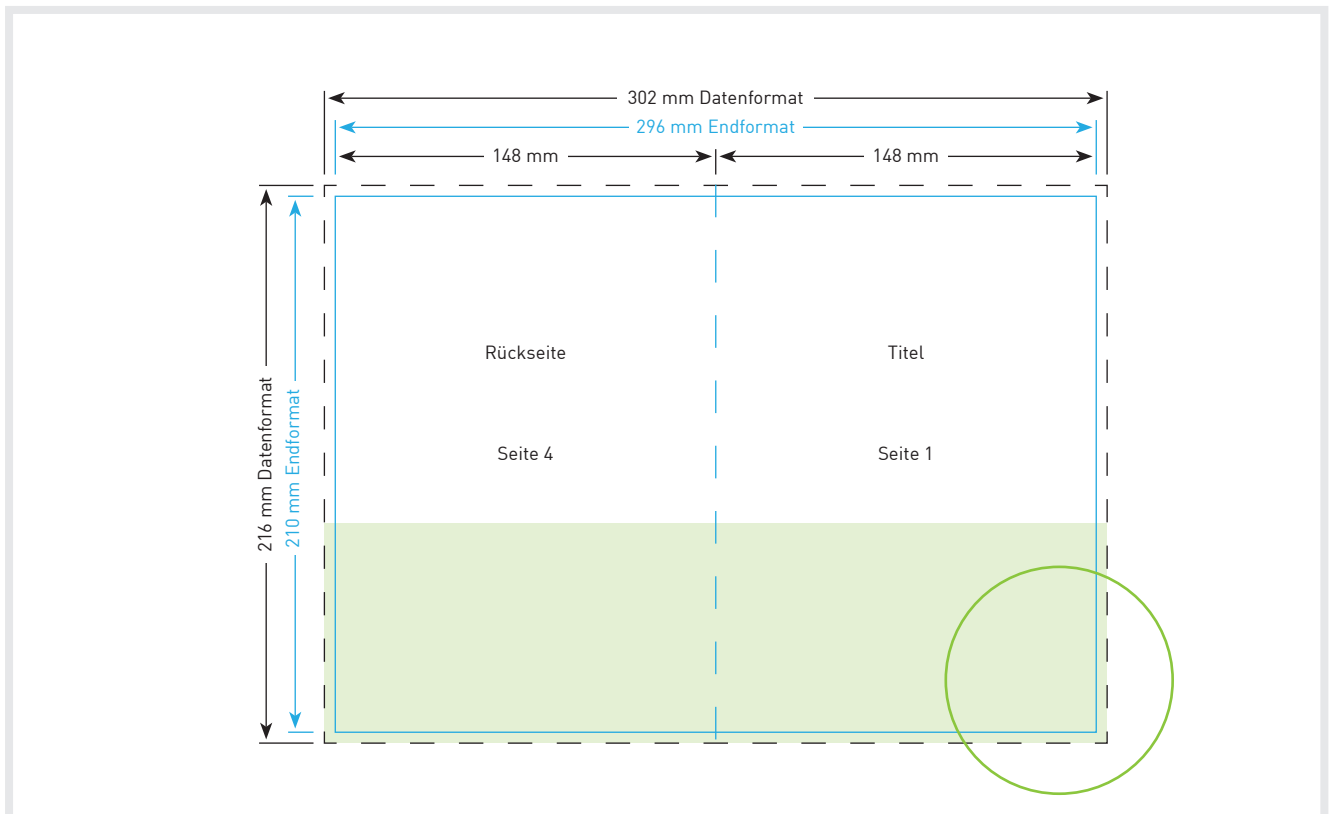 302 mm Datenformat
296 mm Endformat
148 mm
148 mm
216 mm Datenformat
210 mm Endformat
Rückseite
Titel
Seite 4
Seite 1